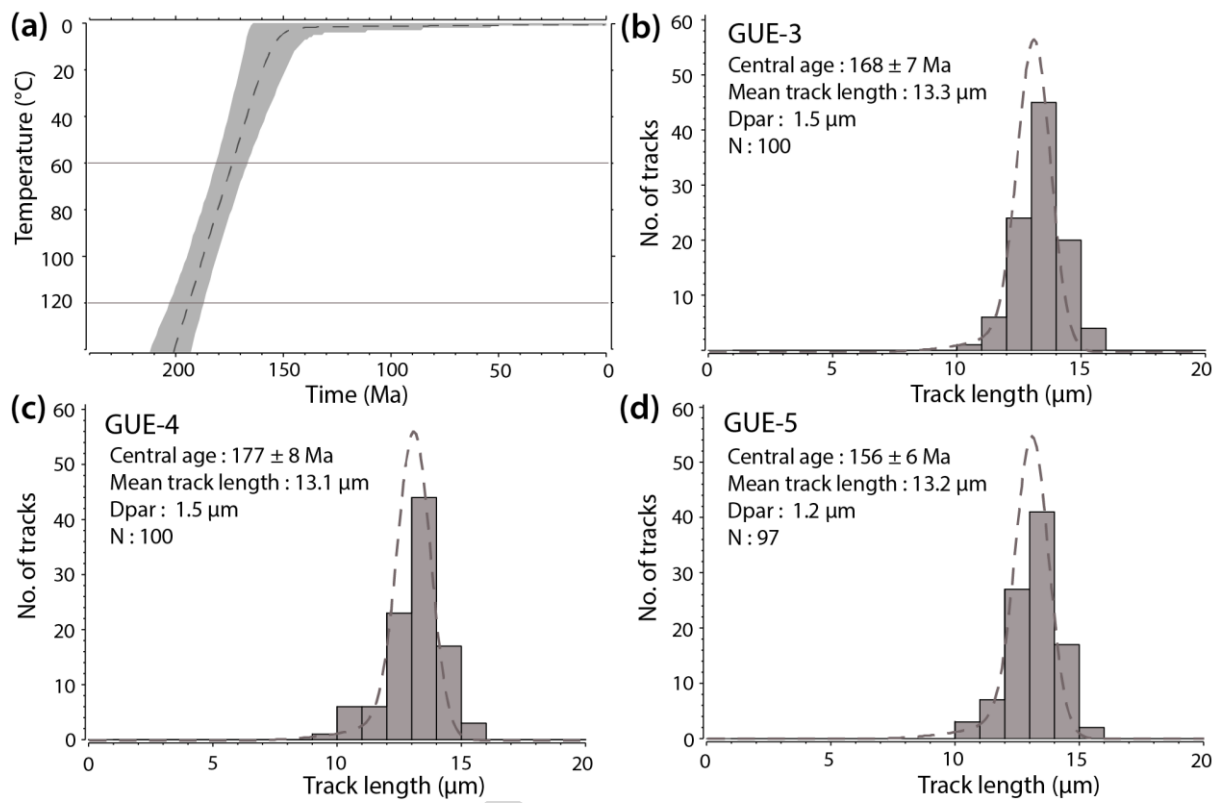 (a)
0
20
40
60
80
100
120
Temperature (°C)
200
150
100
50
0
Time (Ma)
(b)
60
50
40
30
20
10
No. of tracks
GUE-3
Central age : 168 ± 7 Ma
Mean track length : 13.3 µm
Dpar : 1.5 µm
N : 100
0
5
10
15
20
Track length (µm)
(c)
60
50
40
30
20
10
0
No. of tracks
GUE-4
Central age : 177 ± 8 Ma
Mean track length : 13.1 µm
Dpar : 1.5 µm
N : 100
0
5
10
15
20
Track length (µm)
(d)
60
50
40
30
20
10
0
No. of tracks
GUE-5
Central age : 156 ± 6 Ma
Mean track length : 13.2 µm
Dpar : 1.2 µm
N : 97
0
5
10
15
20
Track length (µm)